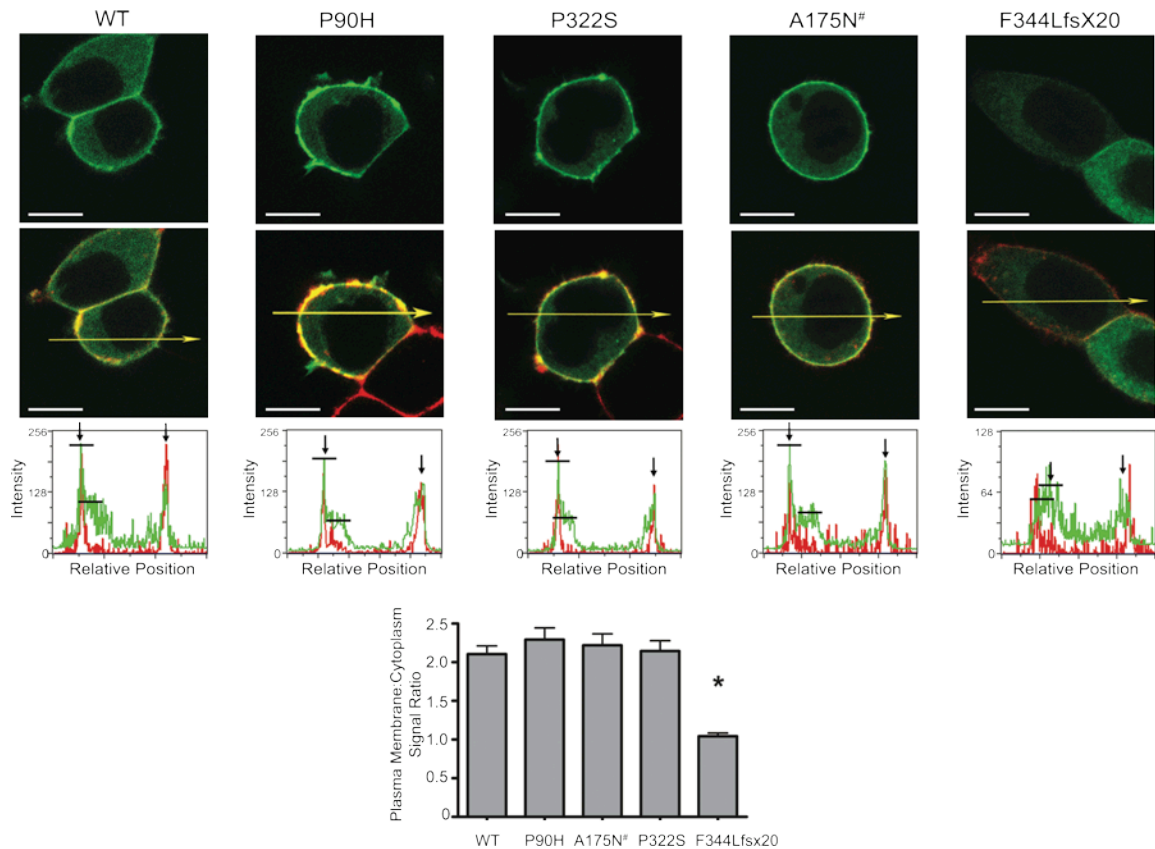 WT P90H P322S A175N# F344LfsX20
256 256 256 256 128
Intensity Intensity Intensity Intensity Intensity
128 128 128 128 64
0 0 0 0 0
Relative Position Relative Position Relative Position Relative Position Relative Position
Plasma Membrane:Cytoplasm
Signal Ratio
2.5
2.0
1.5
1.0
0.5
0
*
WT P90H A175N# P322S F344Lfsx20